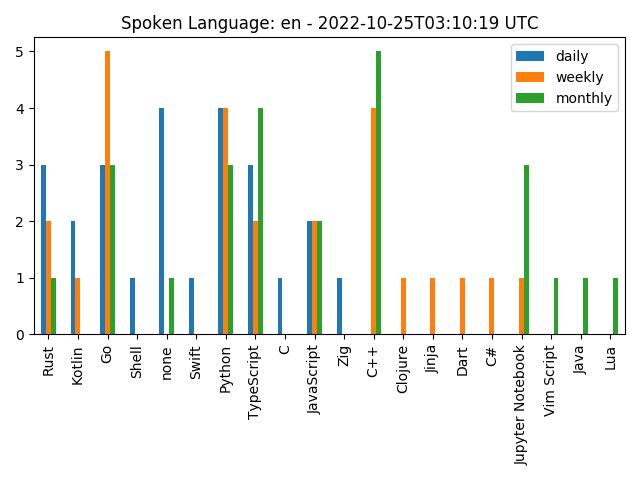 Spoken Language: en - 2022-10-25T03:10:19 UTC
daily
weekly
monthly
5
4
3
2
1
0
Rust
Kotlin
Go
Shell
none
Swift
Python
TypeScript
C
JavaScript
Zig
C++
Clojure
Jinja
Dart
C#
Jupyter Notebook
Vim Script
Java
Lua